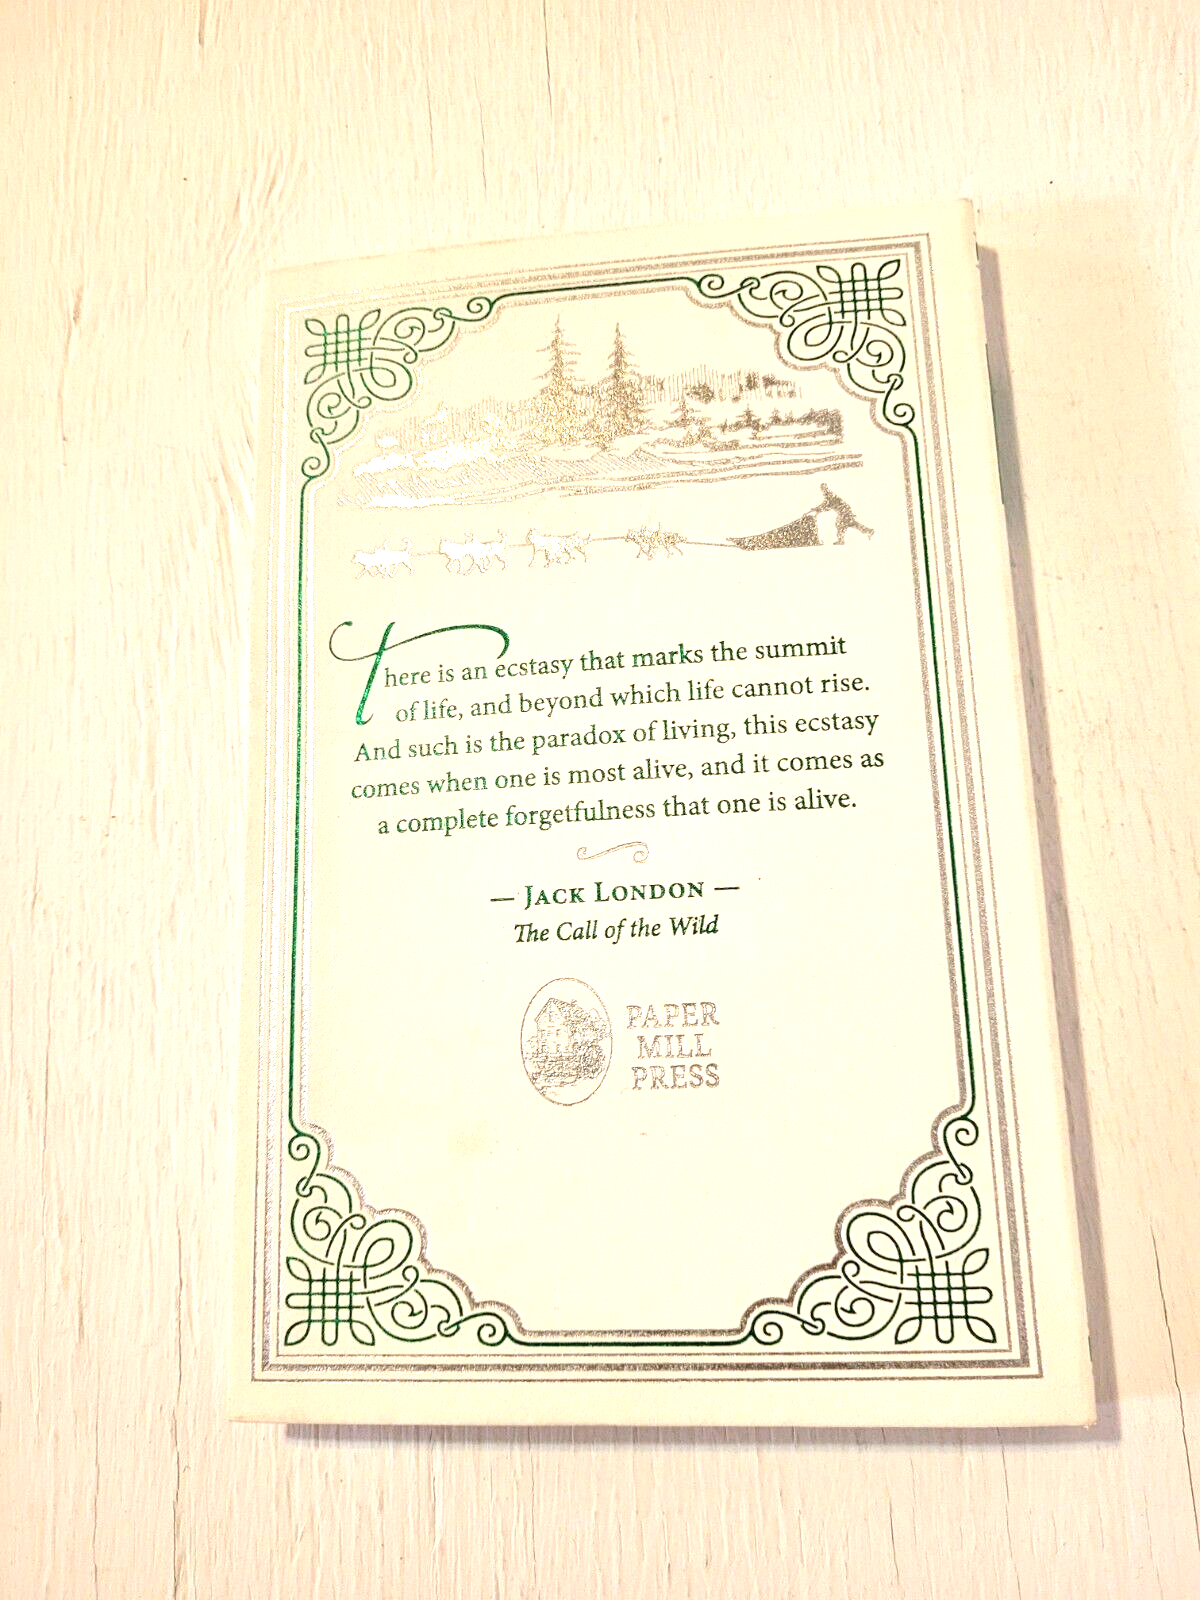 There is an ecstasy that marks the summit
of life, and beyond which life cannot rise.
And such is the paradox of living, this ecstasy
comes when one is most alive, and it comes as
a complete forgetfulness that one is alive.
— JACK LONDON —
The Call of the Wild
PAPER
MILL
PRESS